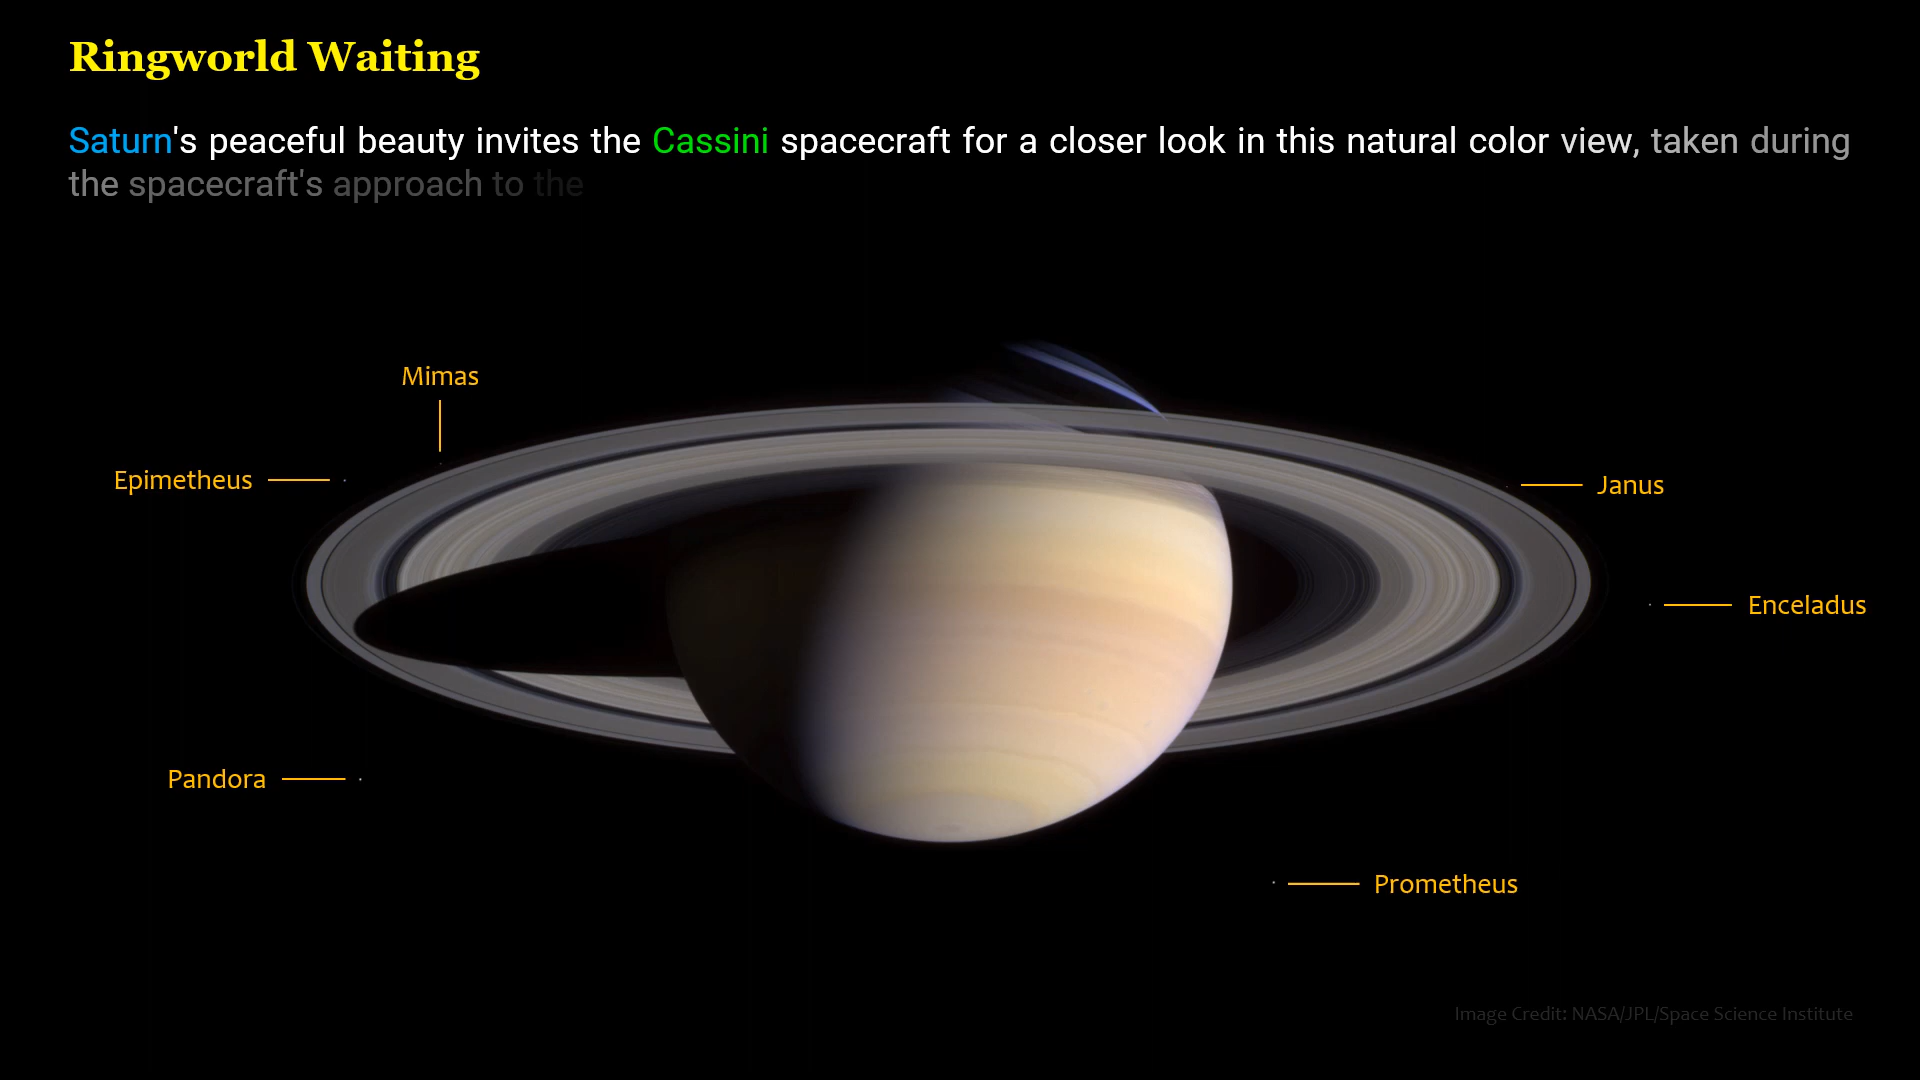 Ringworld Waiting
Saturn's peaceful beauty invites the Cassini spacecraft for a closer look in this natural color view, taken during
the spacecraft's approach to the
Mimas
Epimetheus
Janus
Enceladus
Pandora
Prometheus
Image Credit: NASA/JPL/Space Science Institute